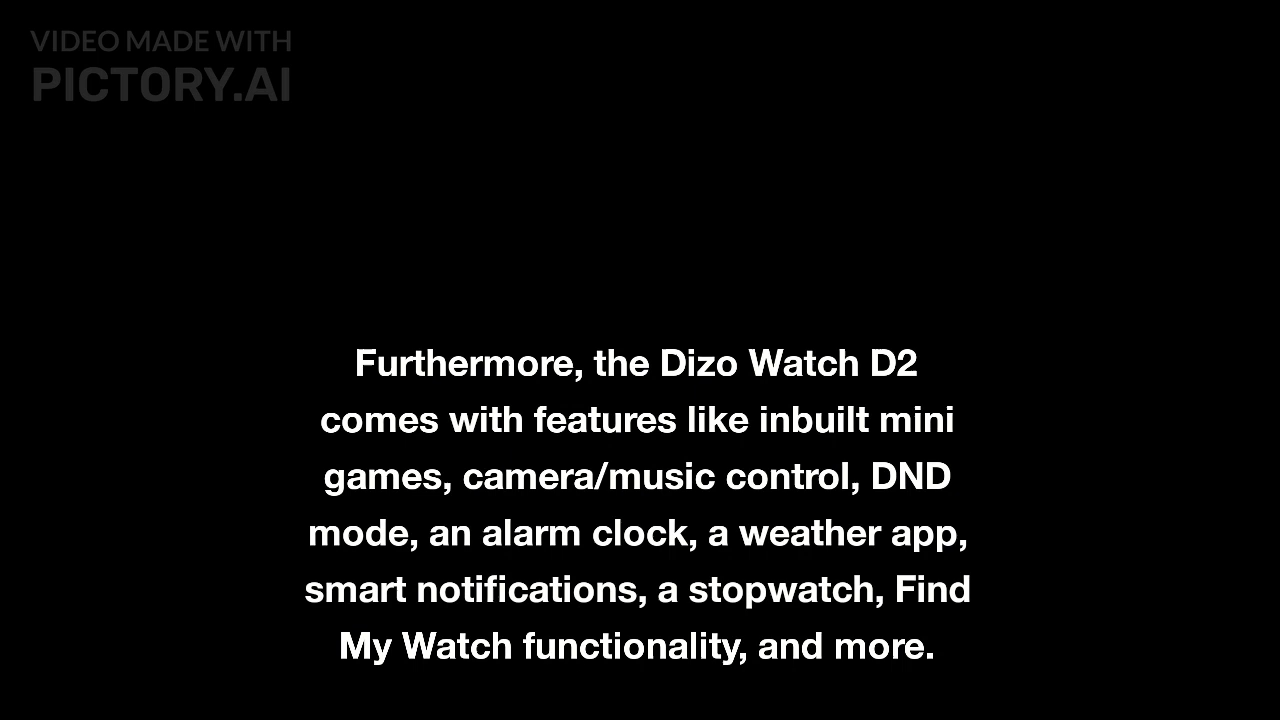 VIDEO MADE WITH
PICTORY.AI
Furthermore, the Dizo Watch D2
comes with features like inbuilt mini
games, camera/music control, DND
mode, an alarm clock, a weather app,
smart notifications, a stopwatch, Find
My Watch functionality, and more.